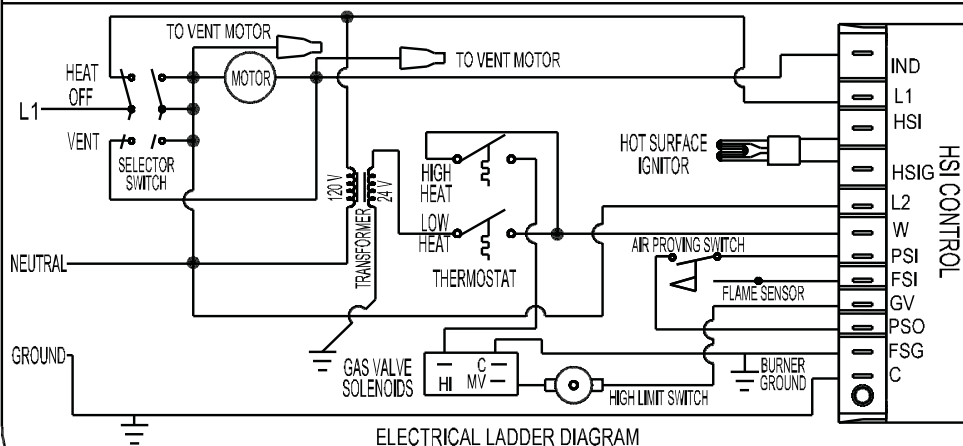 TO VENT MOTOR
TO VENT MOTOR
HEAT
OFF
L1
VENT
SELECTOR
SWITCH
MOTOR
NEUTRAL
GROUND
120 V
24 V
TRANSFORMER
HIGH
HEAT
LOW
HEAT
THERMOSTAT
HOT SURFACE
IGNITOR
AIR PROVING SWITCH
FLAME SENSOR
GAS VALVE
SOLENOIDS
HI
C
MV
HIGH LIMIT SWITCH
BURNER
GROUND
IND
L1
HSI
HSIG
L2
W
PSI
FSI
GV
PSO
FSG
C
HSI CONTROL
ELECTRICAL LADDER DIAGRAM